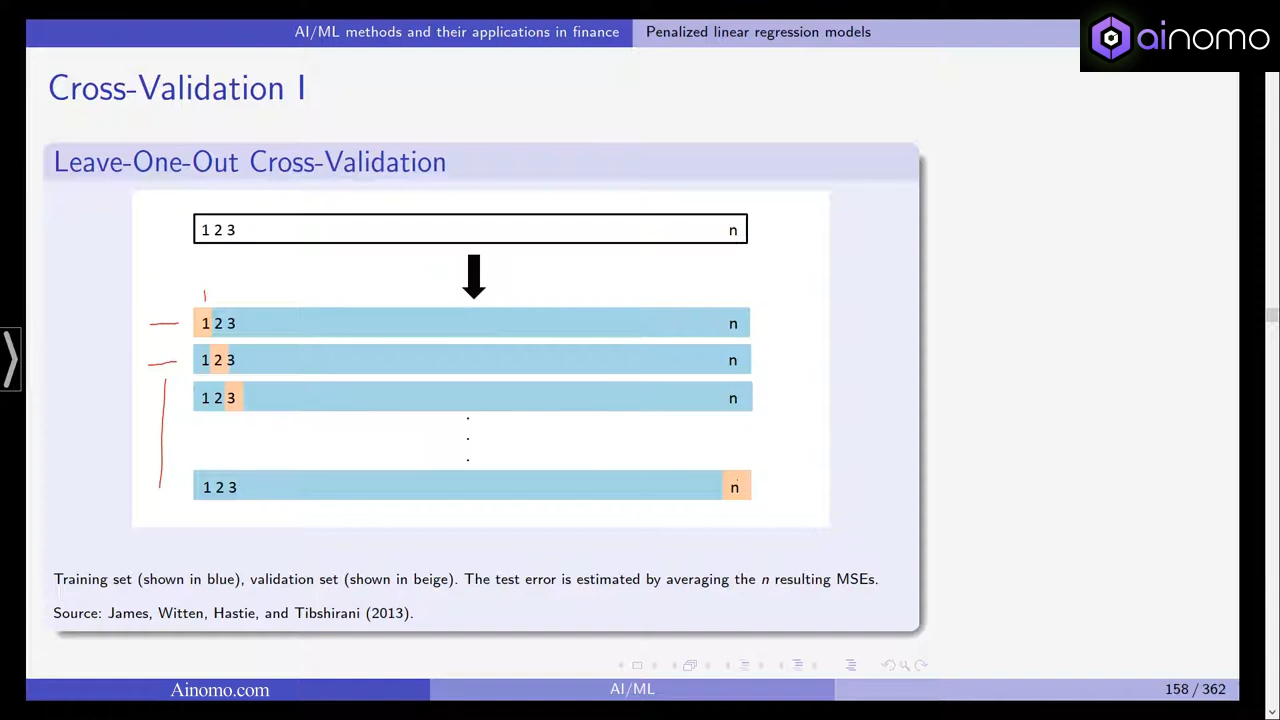 AI/ML methods and their applications in finance
Penalized linear regression models
ainomo
Cross-Validation I
Leave-One-Out Cross-Validation
1 2 3 n
1 2 3 n
1 2 3 n
1 2 3 n
1 2 3 n
Training set (shown in blue), validation set (shown in beige). The test error is estimated by averaging the n resulting MSEs.
Source: James, Witten, Hastie, and Tibshirani (2013).
Ainomo.com
AI/ML
158 / 362